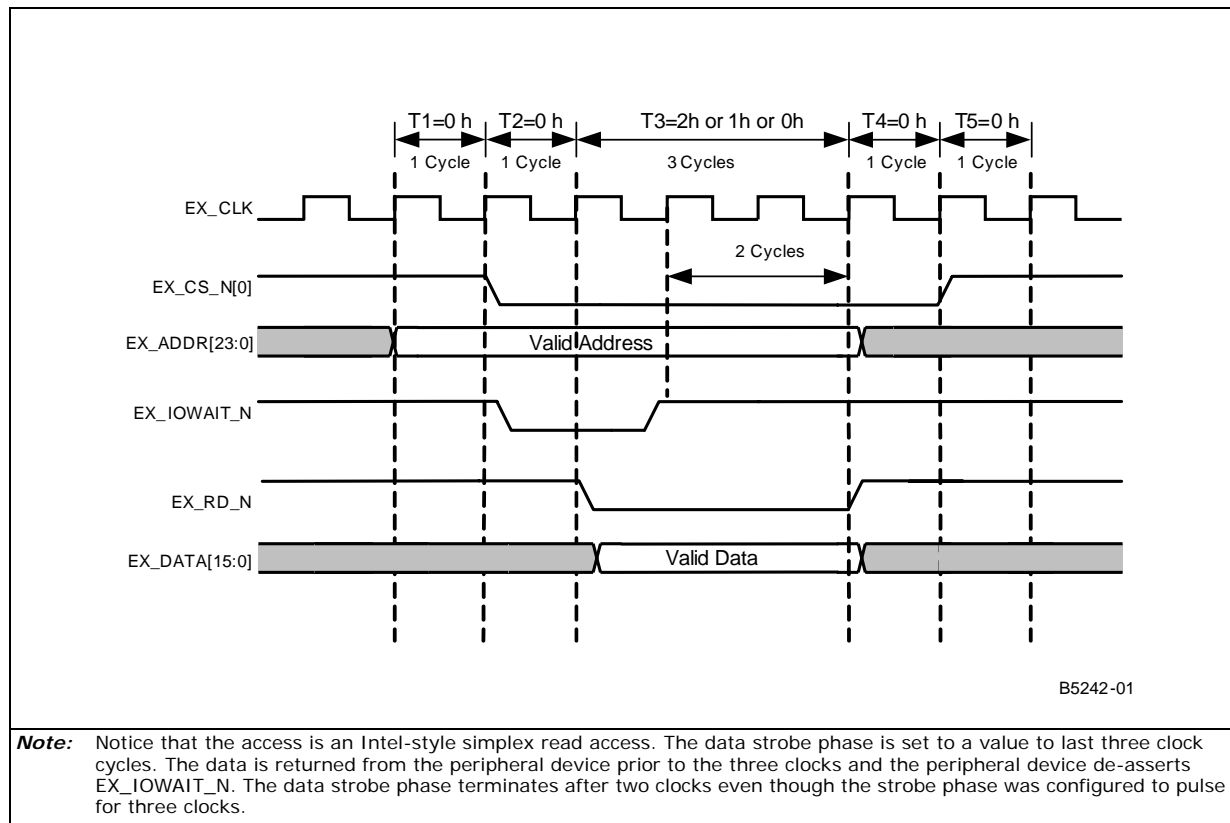 T1=0 h T2=0 h T3=2h or 1h or 0h T4=0 h T5=0 h
1 Cycle 1 Cycle 3 Cycles 1 Cycle 1 Cycle
EX_CLK
2 Cycles
EX_CS_N[0]
EX_ADDR[23:0] Valid Address
EX_IOWAIT_N
EX_RD_N
EX_DATA[15:0] Valid Data
B5242-01
Note: Notice that the access is an Intel-style simplex read access. The data strobe phase is set to a value to last three clock
cycles. The data is returned from the peripheral device prior to the three clocks and the peripheral device de-asserts
EX_IOWAIT_N. The data strobe phase terminates after two clocks even though the strobe phase was configured to pulse
for three clocks.